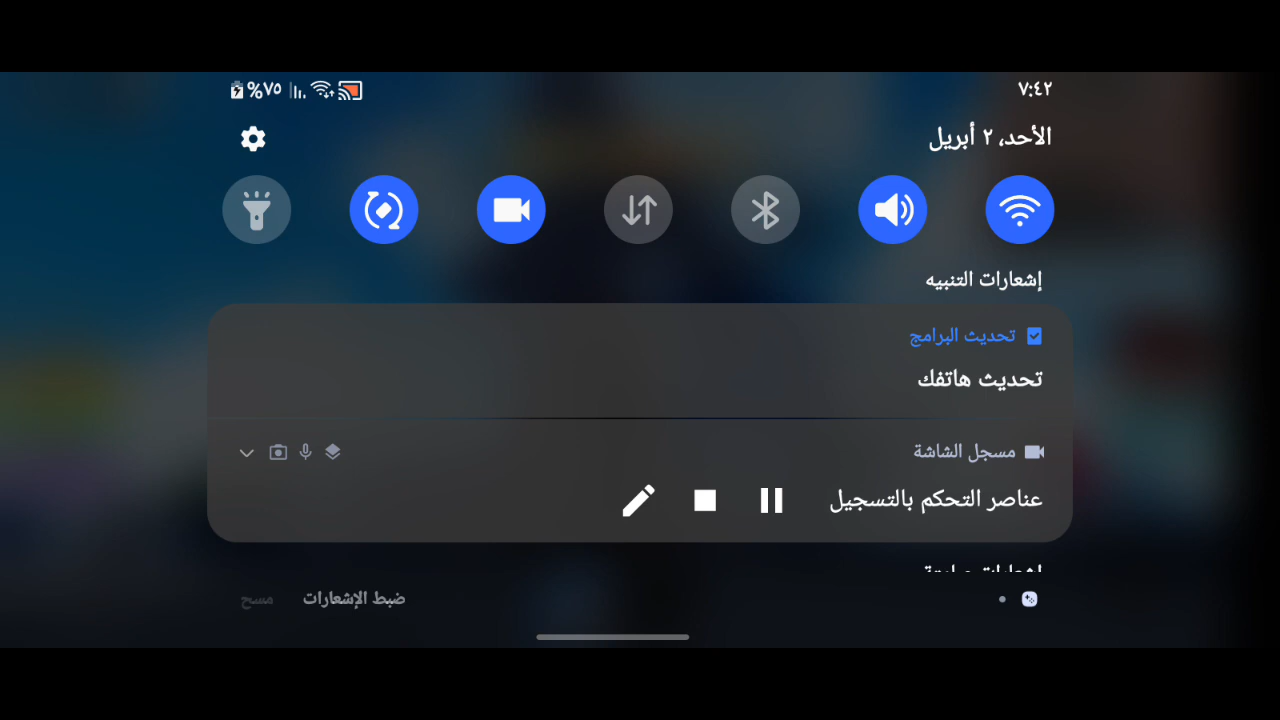 ٧:٤٢
%٧٥
الأحد، ٢ أبريل
إشعارات التنبيه
تحديث البرامج
تحديث هاتفك
مسجل الشاشة
عناصر التحكم بالتسجيل
ضبط الإشعارات
مسح